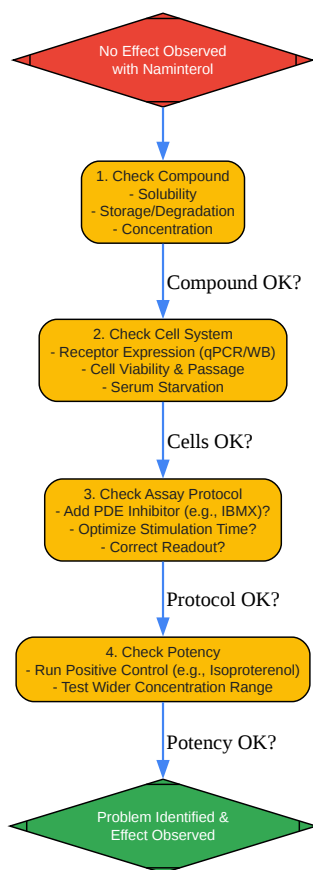 No Effect Observed
with Naminterol
1. Check Compound
- Solubility
- Storage/Degradation
- Concentration
Compound OK?
2. Check Cell System
- Receptor Expression (qPCR/WB)
- Cell Viability & Passage
- Serum Starvation
Cells OK?
3. Check Assay Protocol
- Add PDE Inhibitor (e.g., IBMX)?
- Optimize Stimulation Time?
- Correct Readout?
Protocol OK?
4. Check Potency
- Run Positive Control (e.g., Isoproterenol)
- Test Wider Concentration Range
Potency OK?
Problem Identified &
Effect Observed